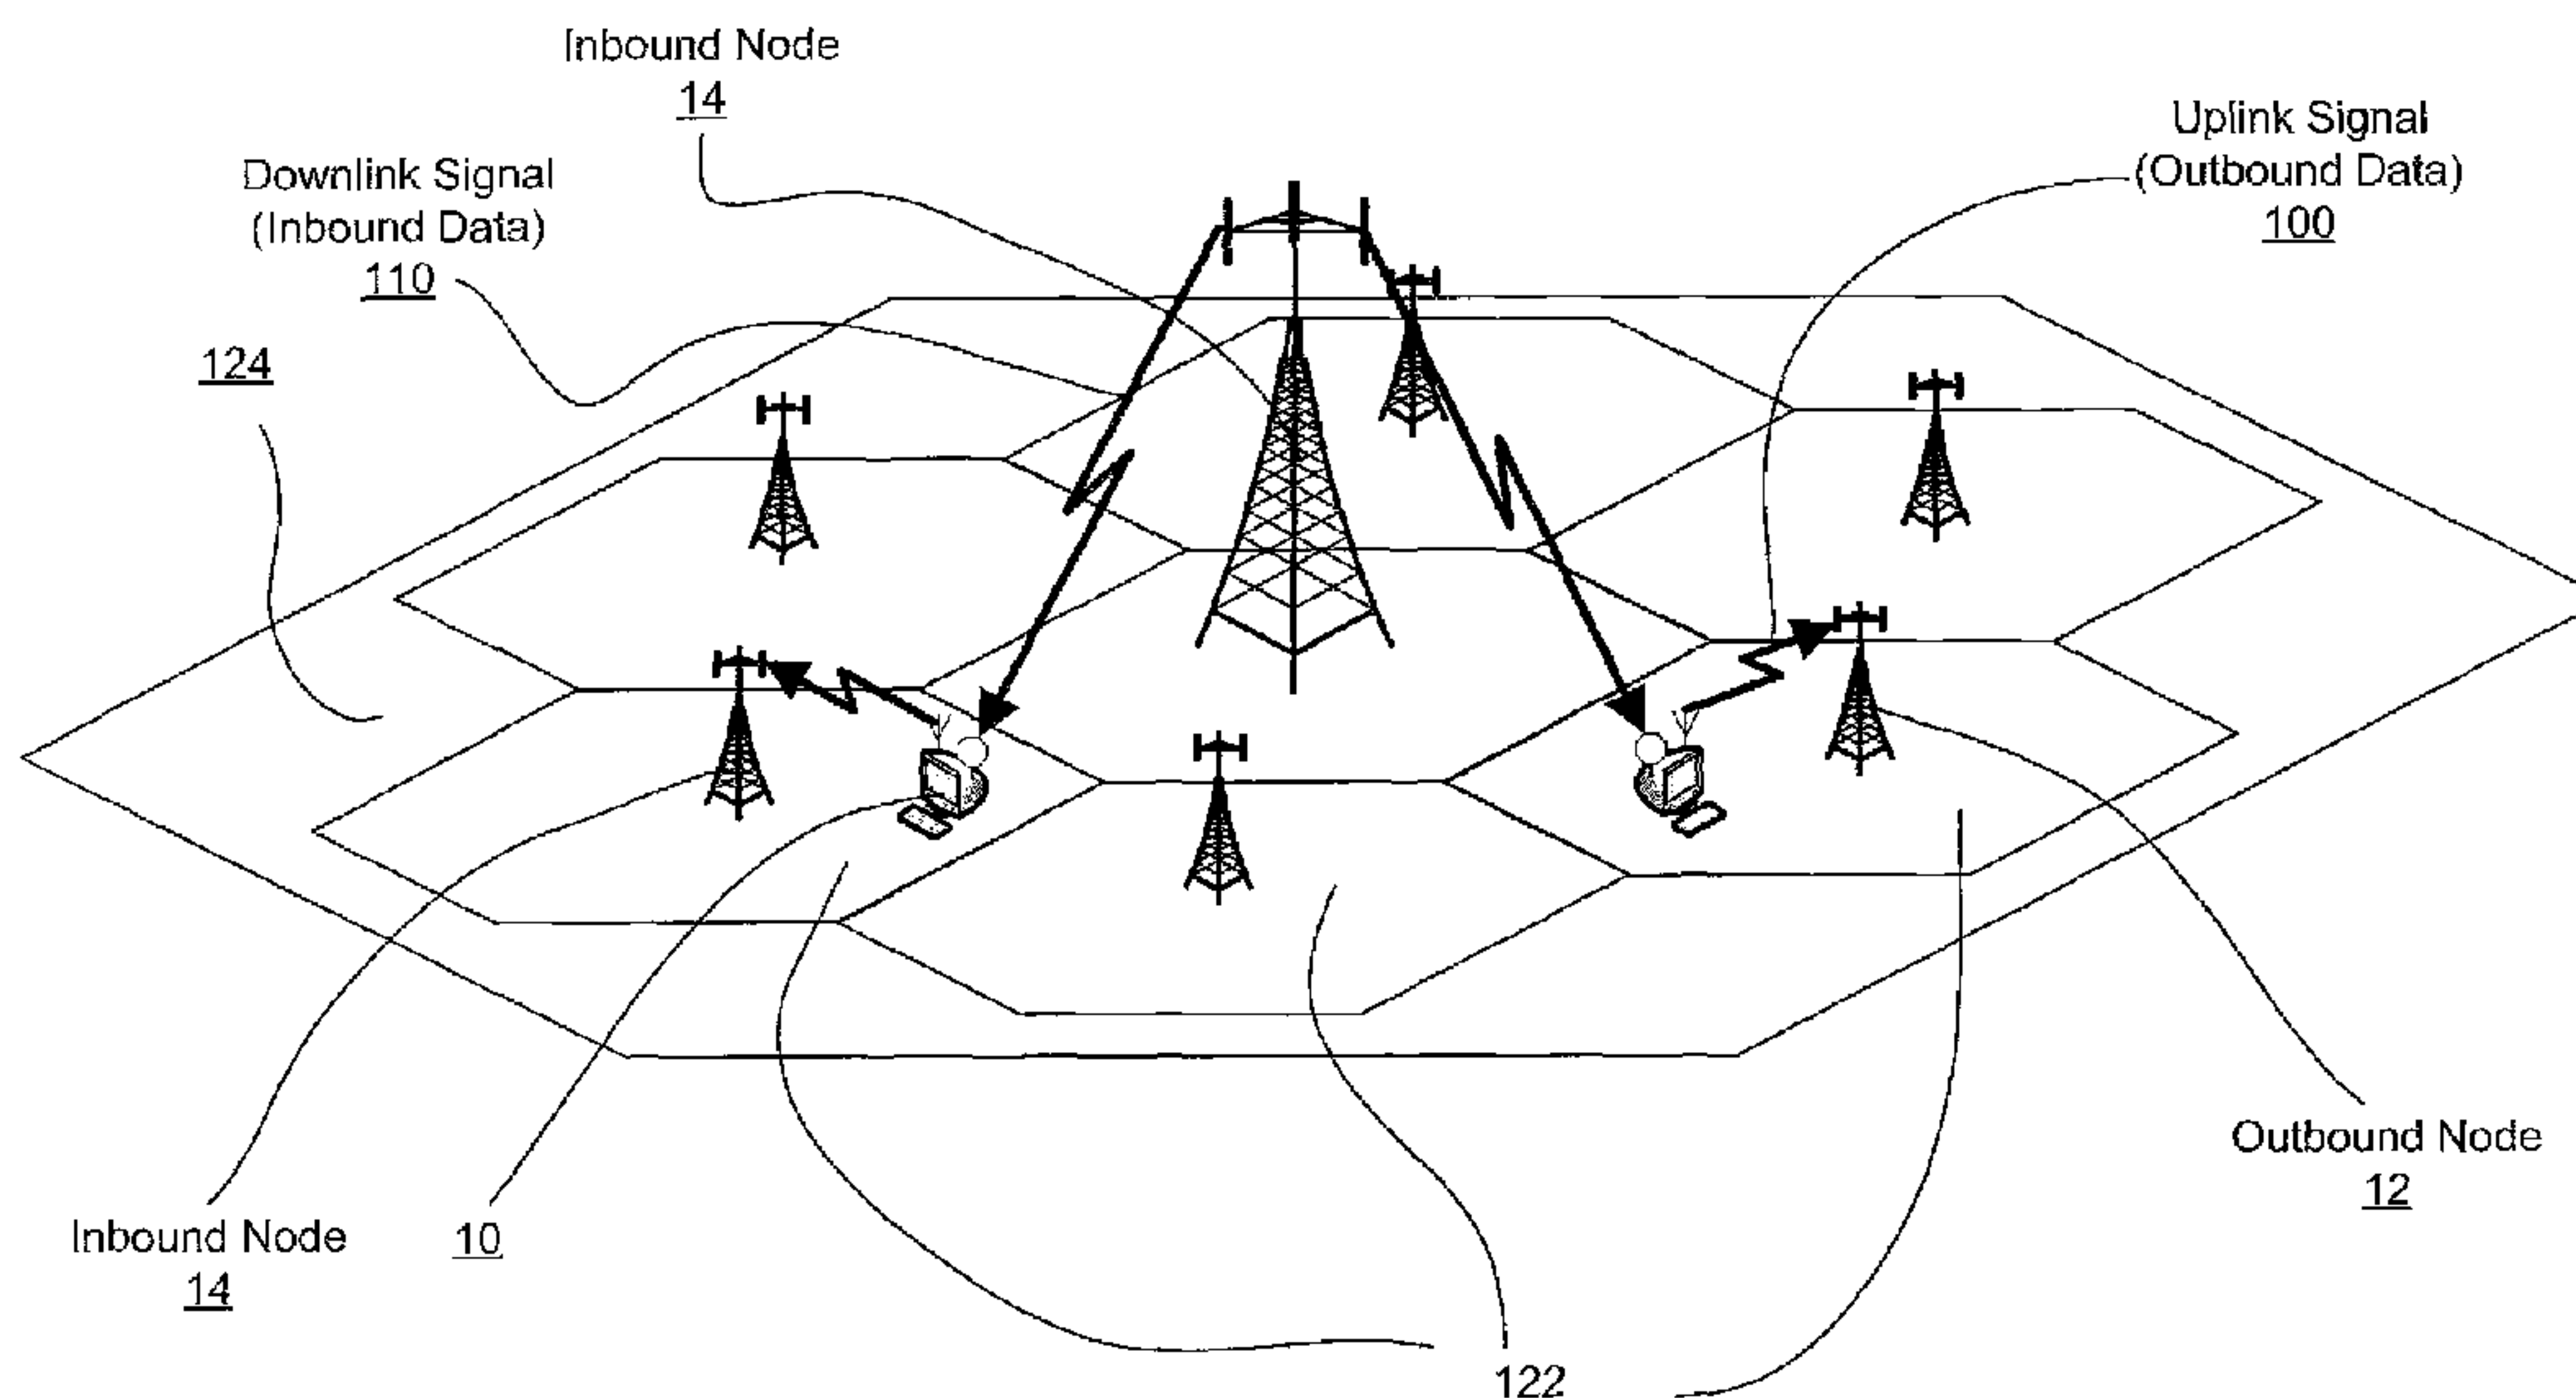 Inbound Node
14
Downlink Signal
(Inbound Data)
110
Uplink Signal
(Outbound Data)
100
124
Outbound Node
12
Inbound Node
14
10
122